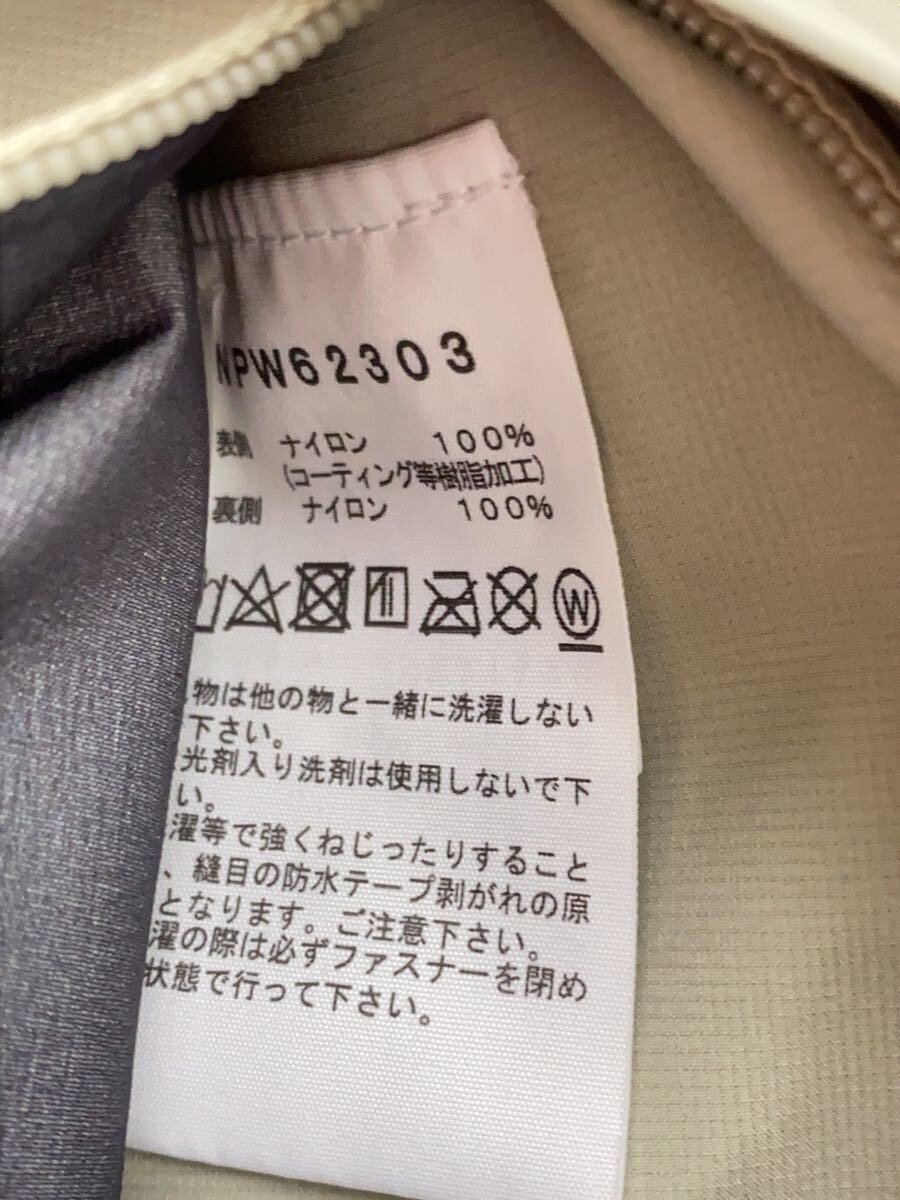 NPW62303
表側 ナイロン 100%
(コーティング等樹脂加工)
裏側 ナイロン 100%
W
物は他の物と一緒に洗濯しない
下さい。
光剤入り洗剤は使用しないで下
い。
濯等で強くねじったりすること
、縫目の防水テープ剥がれの原
となります。ご注意下さい。
濯の際は必ずファスナーを閉め
状態で行って下さい。